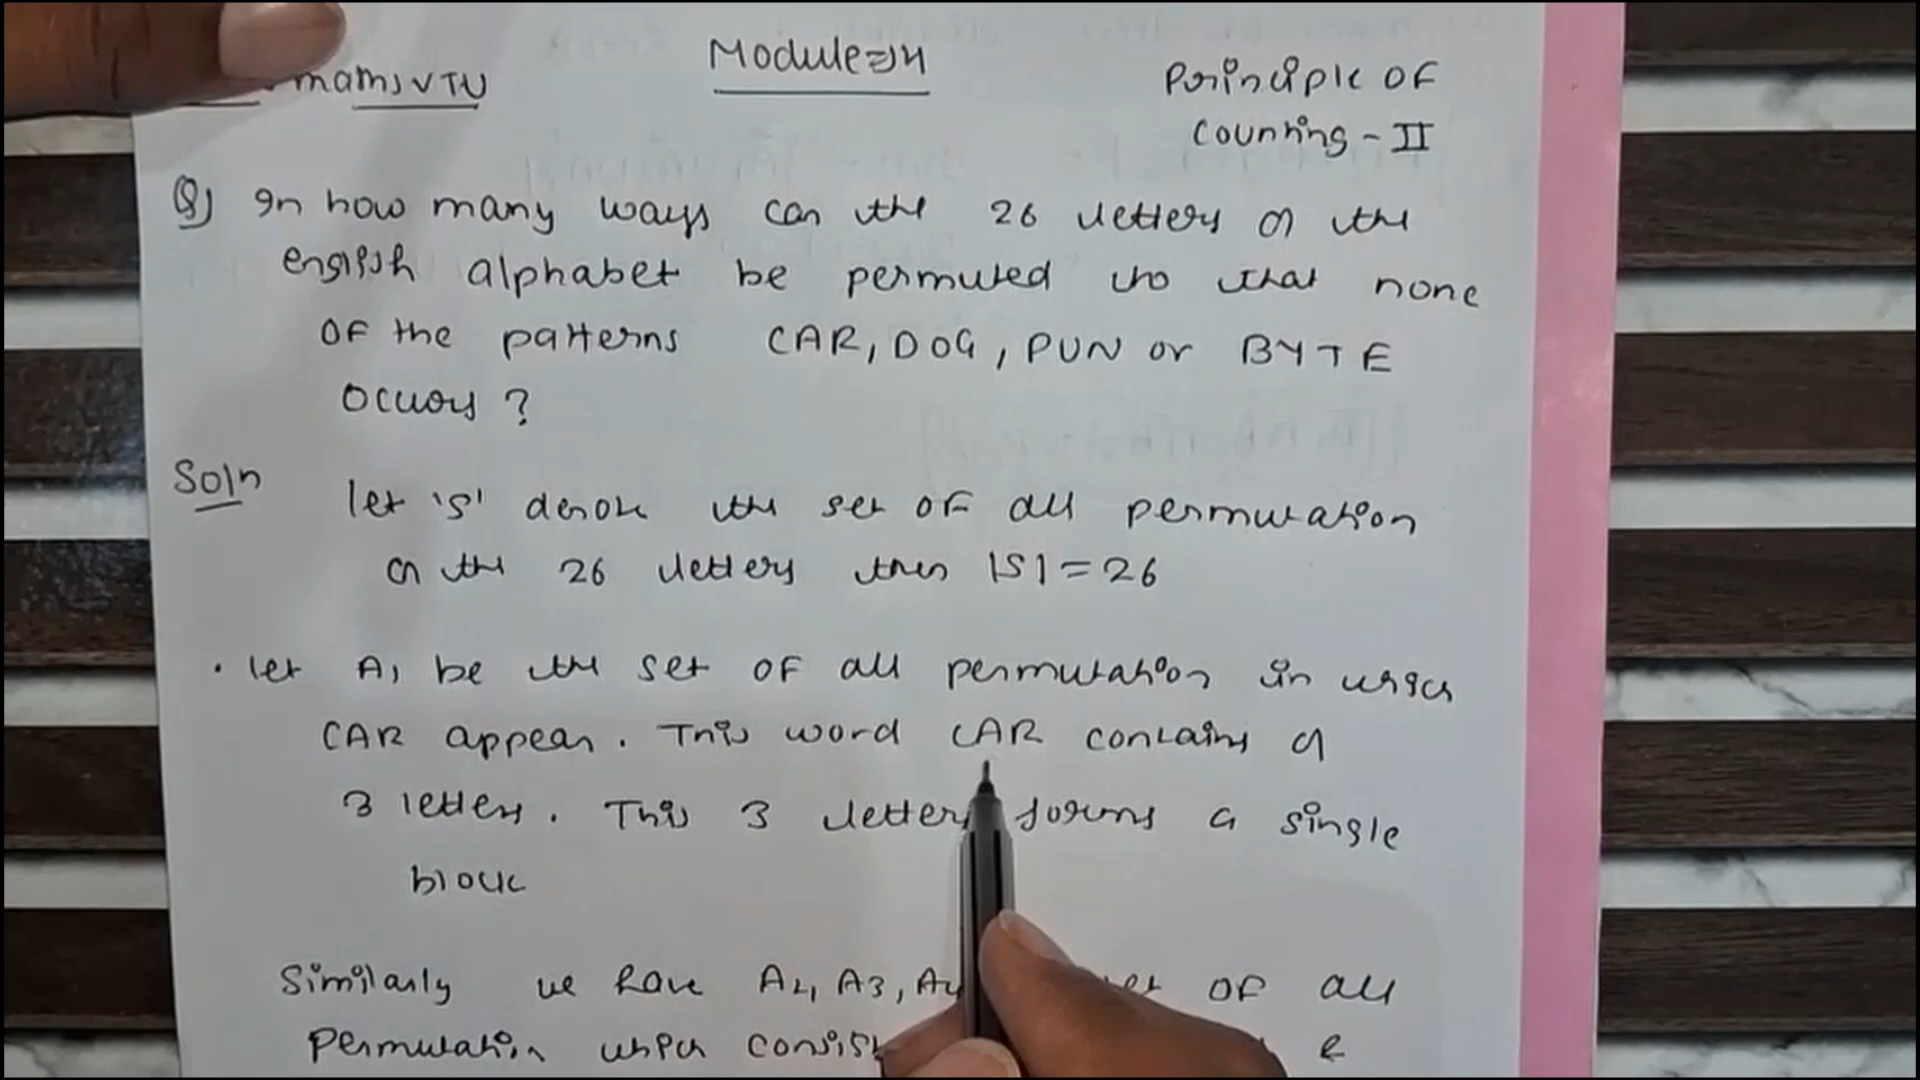 mams VTU
Module ⇒ 4
Principle OF
Counting - II
Q) In how many ways can the 26 letters of the
english alphabet be permuted so that none
OF the patterns CAR, DOG, PUN or BYTE
Occurs ?
Soln
let 's' denote the set OF all permutation
of the 26 letters then |S| = 26
. let A1 be the set OF all permutation in which
CAR appear. This word CAR contains of
3 letters. This 3 letter forms a single
block
Similarly we have A2, A3, A4 set OF all
permutation which consist &